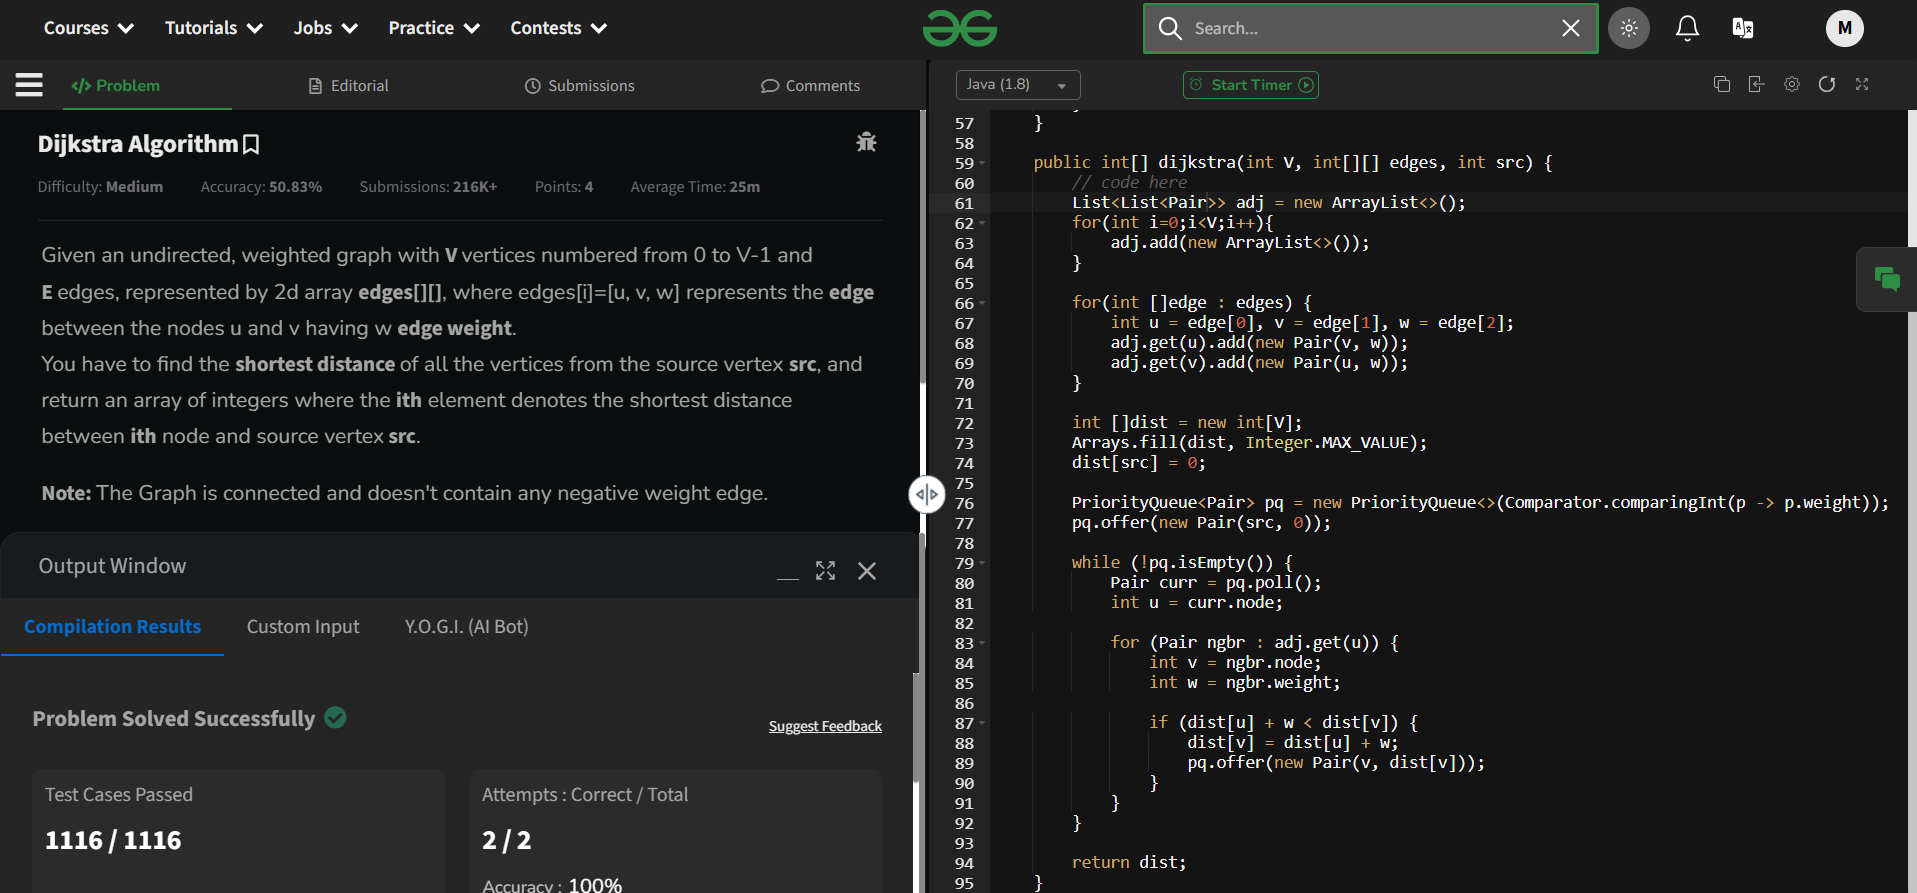 Courses Tutorials Jobs Practice Contests Search... M
Problem Editorial Submissions Comments
Dijkstra Algorithm
Difficulty: Medium Accuracy: 50.83% Submissions: 216K+ Points: 4 Average Time: 25m
Given an undirected, weighted graph with V vertices numbered from 0 to V-1 and
E edges, represented by 2d array edges[][], where edges[i]=[u, v, w] represents the edge
between the nodes u and v having w edge weight.
You have to find the shortest distance of all the vertices from the source vertex src, and
return an array of integers where the ith element denotes the shortest distance
between ith node and source vertex src.
Note: The Graph is connected and doesn't contain any negative weight edge.
Output Window
Compilation Results Custom Input Y.O.G.I. (AI Bot)
Problem Solved Successfully
Suggest Feedback
Test Cases Passed
1116 / 1116
Attempts : Correct / Total
2 / 2
Accuracy : 100%
Java (1.8) Start Timer
57 }
58
59 public int[] dijkstra(int V, int[][] edges, int src) {
60 // code here
61 List<List<Pair>> adj = new ArrayList<>();
62 for(int i=0;i<V;i++){
63 adj.add(new ArrayList<>());
64 }
65
66 for(int []edge : edges) {
67 int u = edge[0], v = edge[1], w = edge[2];
68 adj.get(u).add(new Pair(v, w));
69 adj.get(v).add(new Pair(u, w));
70 }
71
72 int []dist = new int[V];
73 Arrays.fill(dist, Integer.MAX_VALUE);
74 dist[src] = 0;
75
76 PriorityQueue<Pair> pq = new PriorityQueue<>(Comparator.comparingInt(p -> p.weight));
77 pq.offer(new Pair(src, 0));
78
79 while (!pq.isEmpty()) {
80 Pair curr = pq.poll();
81 int u = curr.node;
82
83 for (Pair ngbr : adj.get(u)) {
84 int v = ngbr.node;
85 int w = ngbr.weight;
86
87 if (dist[u] + w < dist[v]) {
88 dist[v] = dist[u] + w;
89 pq.offer(new Pair(v, dist[v]));
90 }
91 }
92 }
93
94 return dist;
95 }